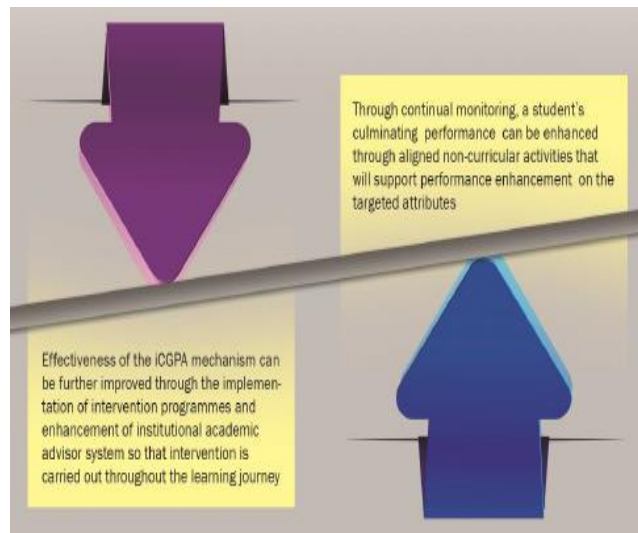 Through continual monitoring, a student's
culminating performance can be enhanced
through aligned non-curricular activities that
will support performance enhancement on the
targeted attributes
Effectiveness of the iCGPA mechanism can
be further improved through the implemen-
tation of intervention programmes and
enhancement of institutional academic
advisor system so that intervention is
carried out throughout the learning journey